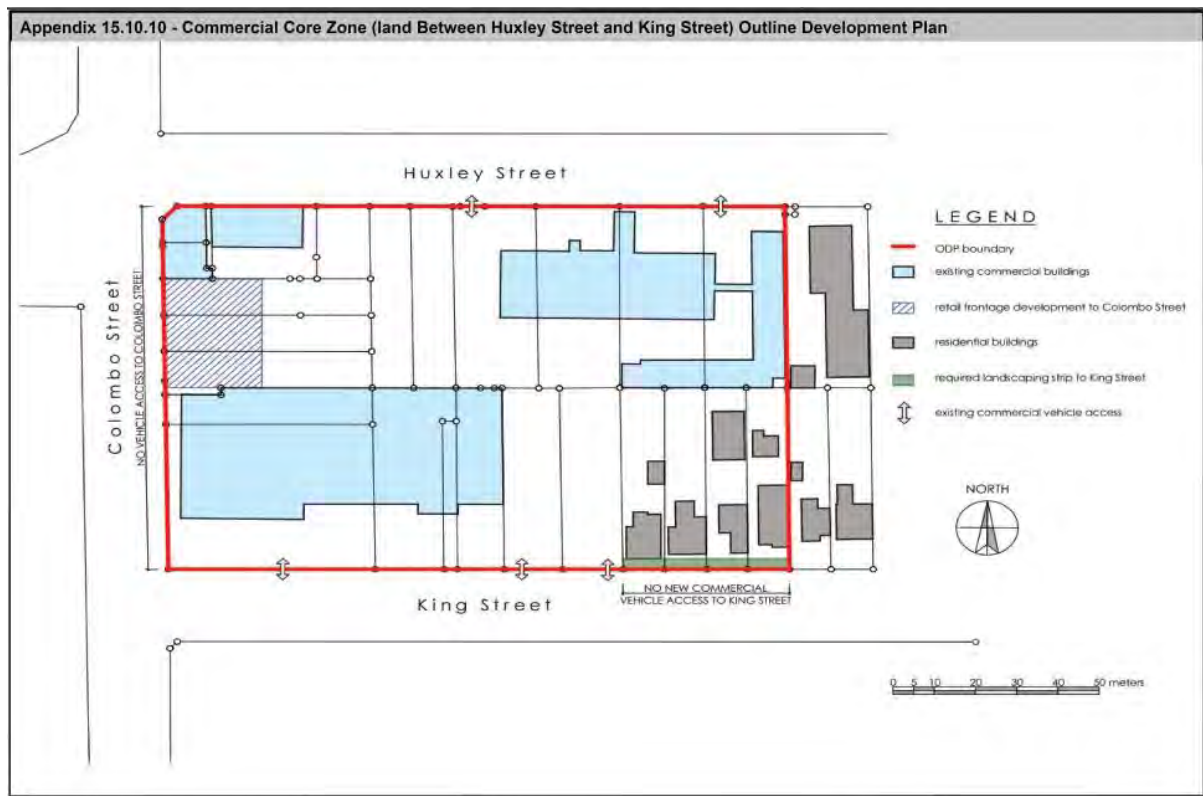 Appendix 15.10.10 - Commercial Core Zone (land Between Huxley Street and King Street) Outline Development Plan
Huxley Street
Colombo Street
NO VEHICLE ACCESS TO COLOMBO STREET
LEGEND
ODP boundary
existing commercial buildings
retail frontage development to Colombo Street
residential buildings
required landscaping strip to King Street
existing commercial vehicle access
NORTH
NO NEW COMMERCIAL
VEHICLE ACCESS TO KING STREET
King Street
0 5 10 20 30 40 50 meters